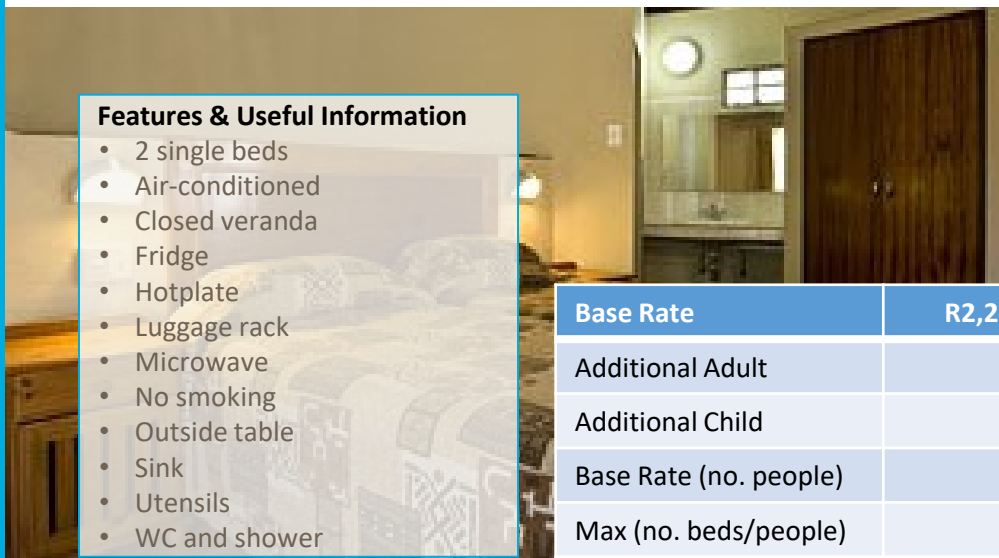 Features & Useful Information
• 2 single beds
• Air-conditioned
• Closed veranda
• Fridge
• Hotplate
• Luggage rack
• Microwave
• No smoking
• Outside table
• Sink
• Utensils
• WC and shower
Base Rate R2,2
Additional Adult
Additional Child
Base Rate (no. people)
Max (no. beds/people)